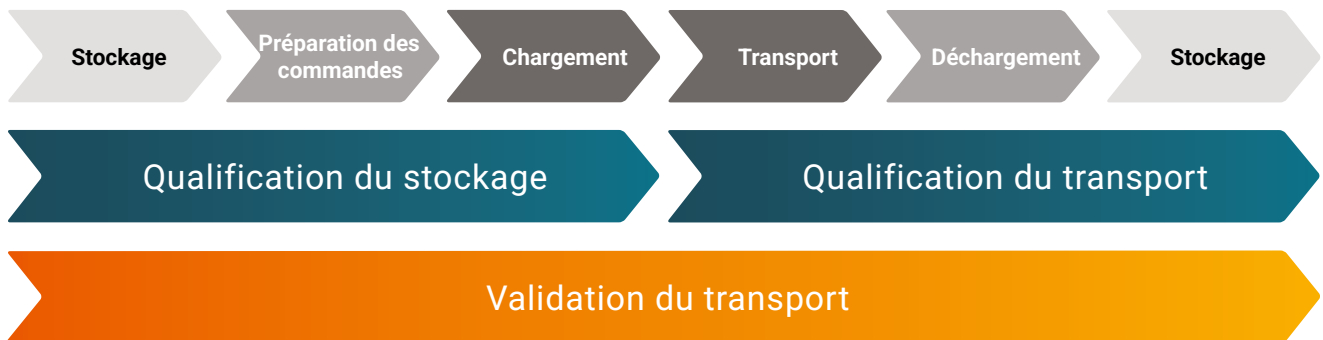 Stockage
Préparation des
commandes
Chargement
Transport
Déchargement
Stockage
Qualification du stockage
Qualification du transport
Validation du transport